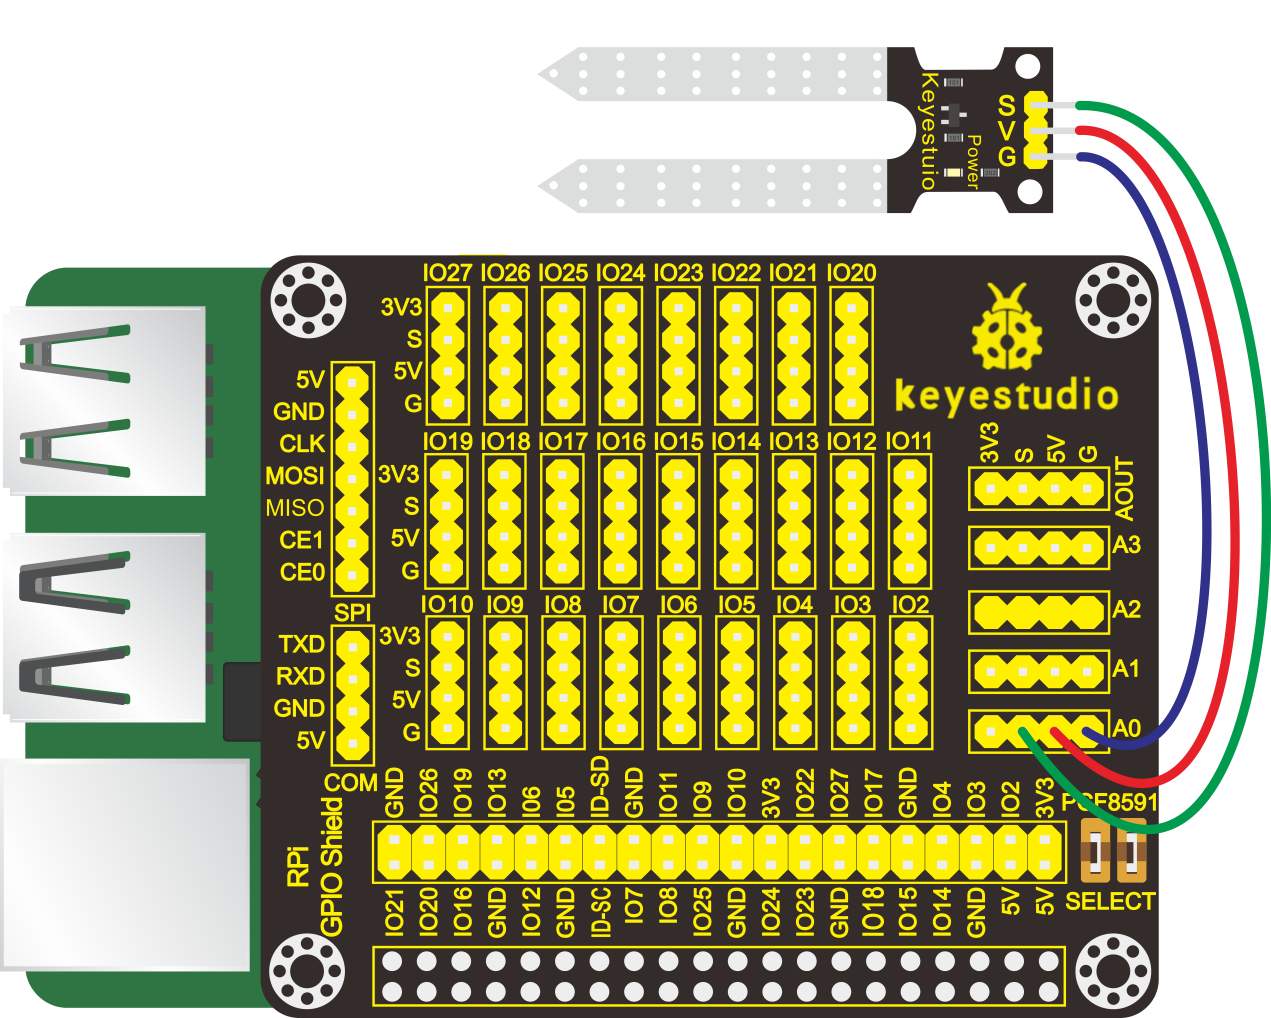 Keyestuio
Power
S
V
G
IO27 IO26 IO25 IO24 IO23 IO22 IO21 IO20
3V3
S
5V
G
keyestudio
5V
GND
CLK
MOSI
MISO
CE1
CE0
SPI
IO19 IO18 IO17 IO16 IO15 IO14 IO13 IO12 IO11
3V3
S
5V
G
3V3 S 5V G
AOUT
A3
A2
A1
A0
IO10 IO9 IO8 IO7 IO6 IO5 IO4 IO3 IO2
3V3
S
5V
G
TXD
RXD
GND
5V
COM
RPi
GPIO Shield
GND IO26 IO19 IO13 IO6 IO5 ID-SD GND IO11 IO9 IO10 3V3 IO22 IO27 IO17 GND IO4 IO3 IO2 3V3
PCF8591
IO21 IO20 IO16 GND IO12 GND ID-SC IO7 IO8 IO25 GND IO24 IO23 GND IO18 IO15 IO14 GND 5V 5V
SELECT